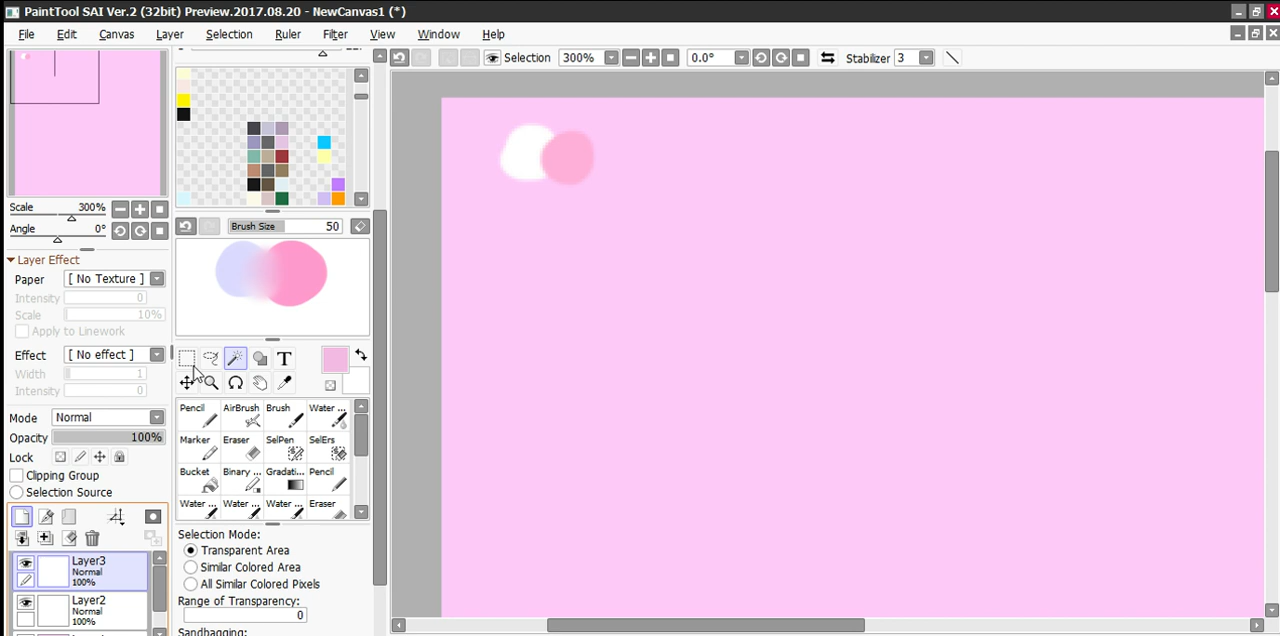 PaintTool SAI Ver.2 (32bit) Preview.2017.08.20 - NewCanvas1 (*)
File Edit Canvas Layer Selection Ruler Filter View Window Help
Selection 300% 0.0° Stabilizer 3
Scale 300%
Angle 0°
Layer Effect
Paper [ No Texture ]
Intensity 0
Scale 10%
Apply to Linework
Effect [ No effect ]
Width 1
Intensity 0
Mode Normal
Opacity 100%
Lock
Clipping Group
Selection Source
Layer3
Normal
100%
Layer2
Normal
100%
Brush Size 50
T
Pencil AirBrush Brush Water ...
Marker Eraser SelPen SelErs
Bucket Binary ... Gradati... Pencil
Water ... Water ... Water ... Eraser
Selection Mode:
Transparent Area
Similar Colored Area
All Similar Colored Pixels
Range of Transparency:
0